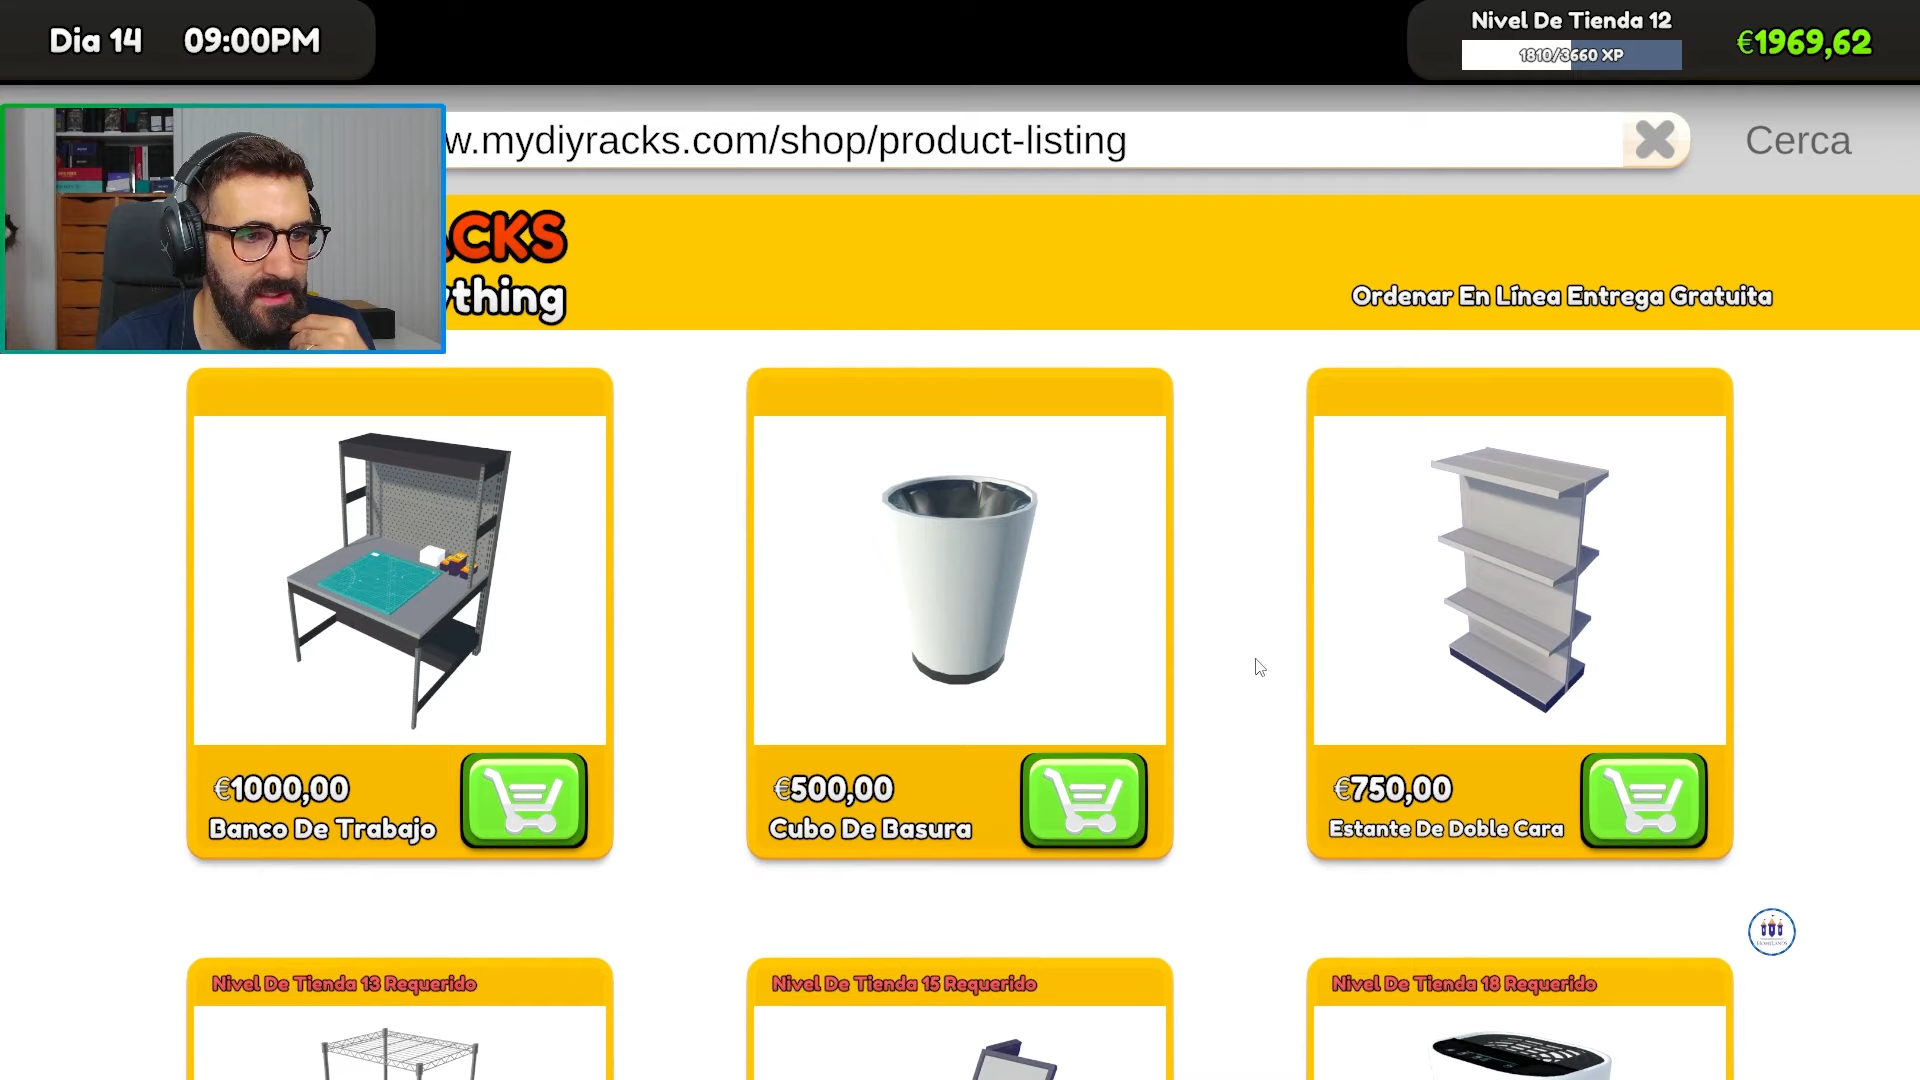 Dia 14 09:00PM
Nivel De Tienda 12
1810/3660 XP
€1969,62
w.mydiyracks.com/shop/product-listing
Cerca
ACKS
ything
Ordenar En Línea Entrega Gratuita
€1000,00
Banco De Trabajo
€500,00
Cubo De Basura
€750,00
Estante De Doble Cara
Nivel De Tienda 13 Requerido
Nivel De Tienda 15 Requerido
Nivel De Tienda 18 Requerido